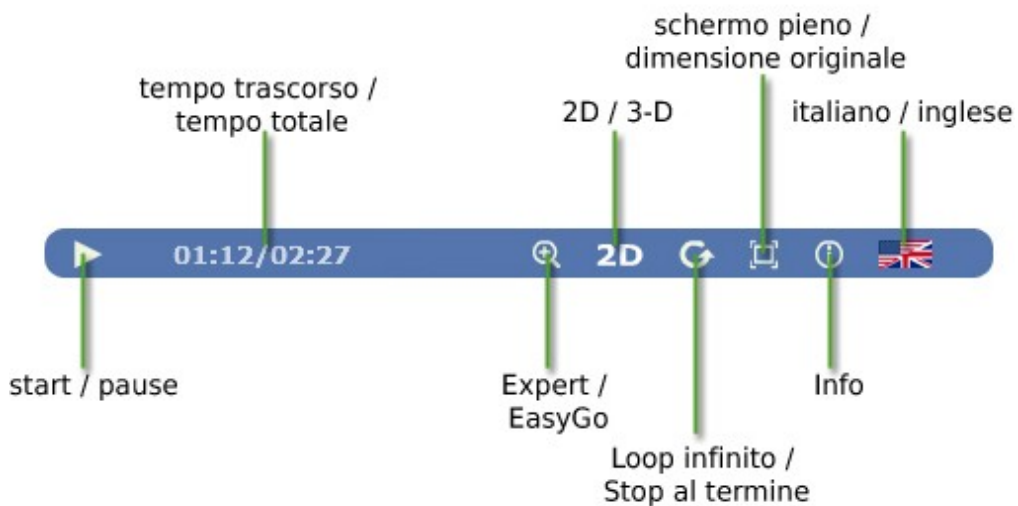 schermo pieno /
dimensione originale
tempo trascorso /
tempo totale
2D / 3-D
italiano / inglese
01:12/02:27
2D
start / pause
Expert /
EasyGo
Info
Loop infinito /
Stop al termine